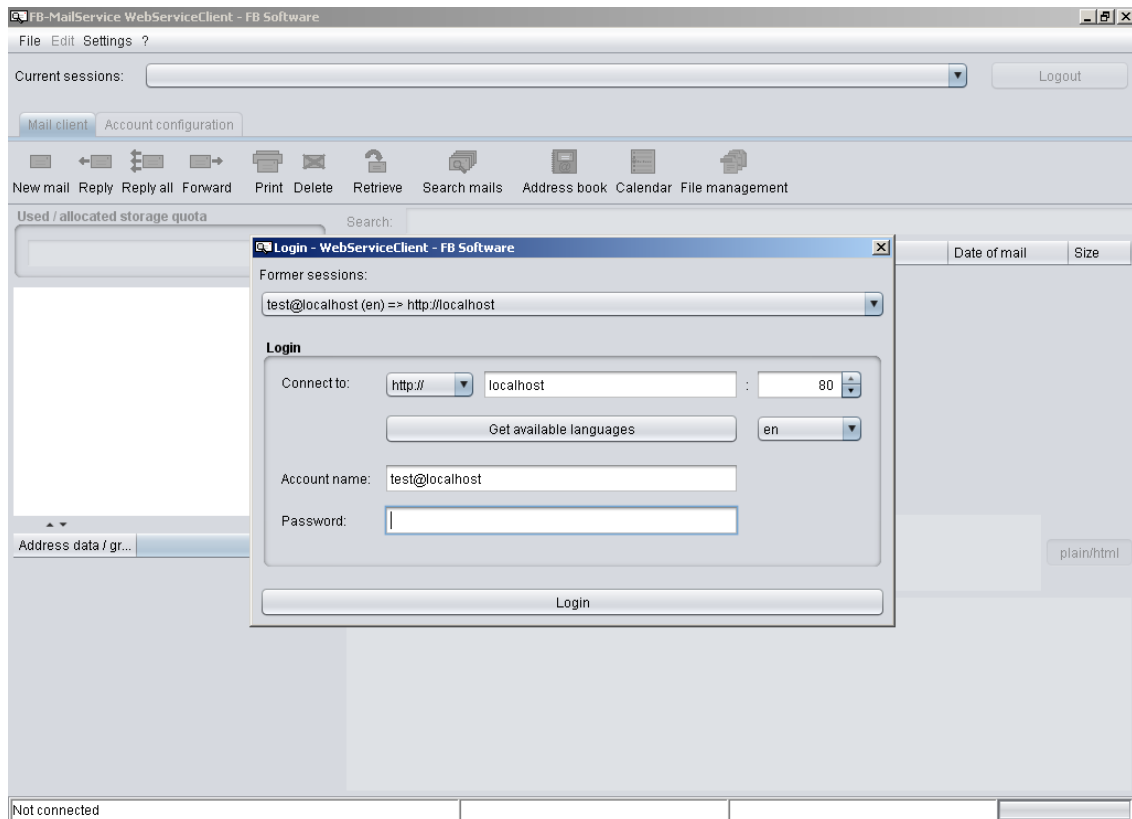 FB-MailService WebServiceClient - FB Software
File Edit Settings ?
Current sessions:
Logout
Mail client Account configuration
New mail Reply Reply all Forward Print Delete Retrieve Search mails Address book Calendar File management
Used / allocated storage quota
Search:
Login - WebServiceClient - FB Software
Date of mail Size
Former sessions:
test@localhost (en) => http://localhost
Login
Connect to: http:// localhost : 80
Get available languages en
Account name: test@localhost
Password:
Address data / gr...
plain/html
Login
Not connected